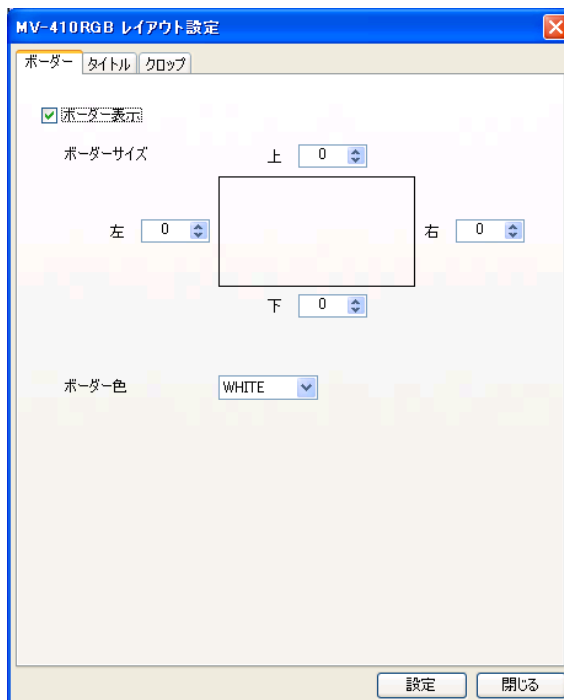 MV-410RGB レイアウト設定
ボーダー タイトル クロップ
ボーダー表示
ボーダーサイズ 上 0
左 0 右 0
下 0
ボーダー色 WHITE
設定 閉じる